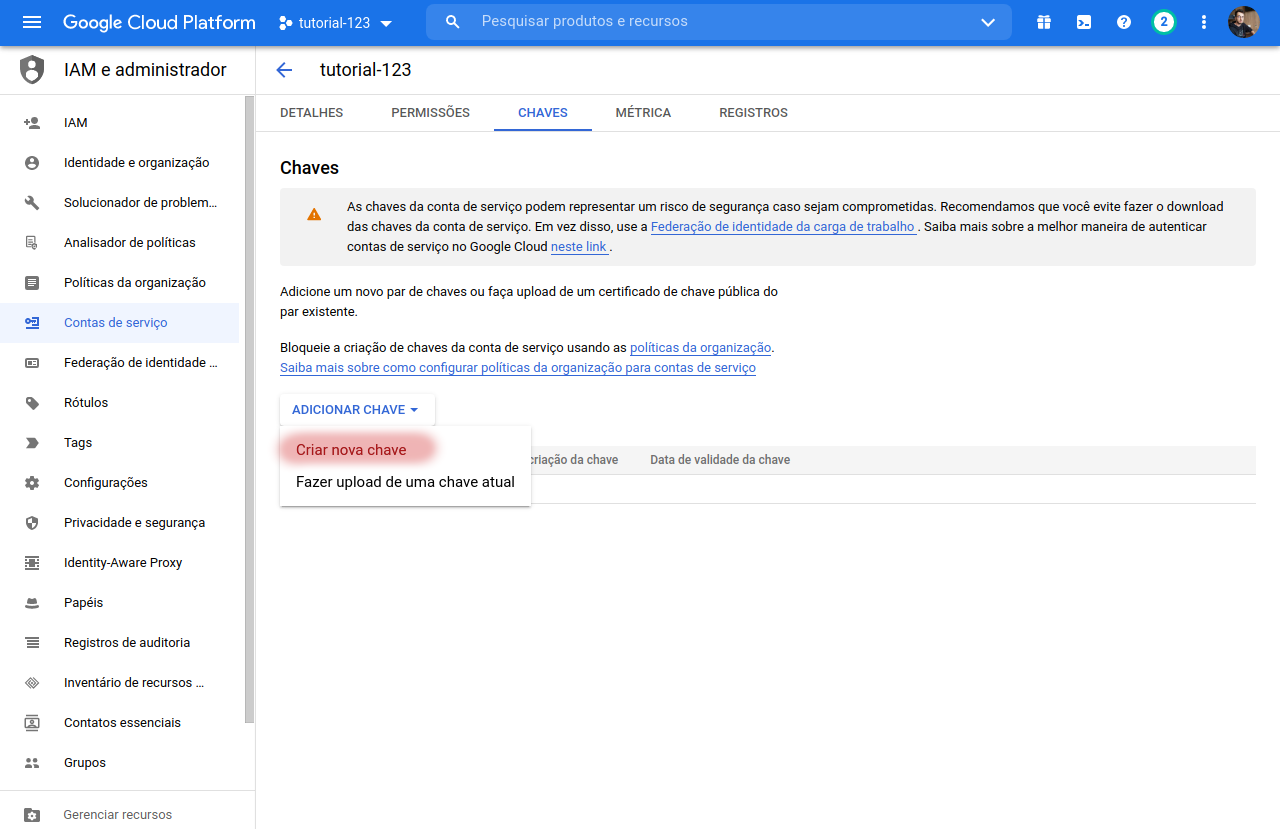 Google Cloud Platform
tutorial-123
Pesquisar produtos e recursos
2
IAM e administrador
tutorial-123
IAM
Identidade e organização
Solucionador de problem...
Analisador de políticas
Políticas da organização
Contas de serviço
Federação de identidade ...
Rótulos
Tags
Configurações
Privacidade e segurança
Identity-Aware Proxy
Papéis
Registros de auditoria
Inventário de recursos ...
Contatos essenciais
Grupos
Gerenciar recursos
DETALHES PERMISSÕES CHAVES MÉTRICA REGISTROS
Chaves
As chaves da conta de serviço podem representar um risco de segurança caso sejam comprometidas. Recomendamos que você evite fazer o download
das chaves da conta de serviço. Em vez disso, use a Federação de identidade da carga de trabalho . Saiba mais sobre a melhor maneira de autenticar
contas de serviço no Google Cloud neste link .
Adicione um novo par de chaves ou faça upload de um certificado de chave pública do
par existente.
Bloqueie a criação de chaves da conta de serviço usando as políticas da organização.
Saiba mais sobre como configurar políticas da organização para contas de serviço
ADICIONAR CHAVE
Criar nova chave
Fazer upload de uma chave atual
criação da chave Data de validade da chave